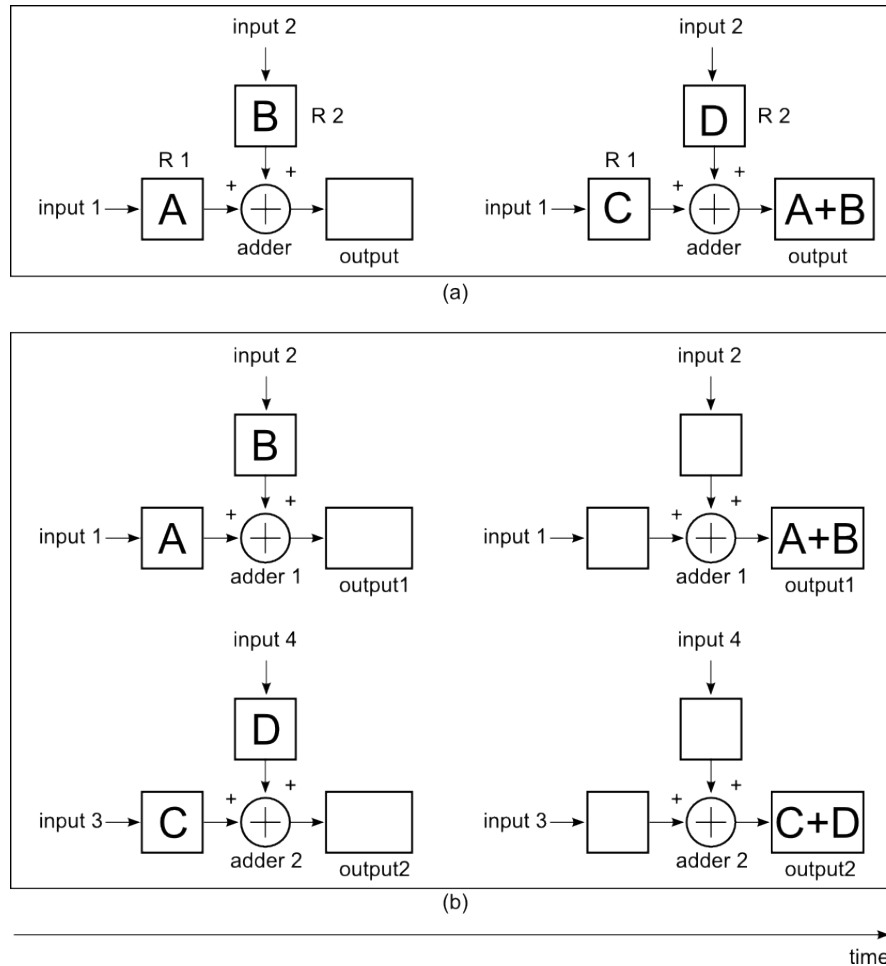 input 2 input 2
B R 2 D R 2
R 1 + + R 1 + +
input 1 A input 1 C A+B
adder output adder output
(a)
input 2 input 2
B
+ + + +
input 1 A input 1 A+B
adder 1 output1 adder 1 output1
input 4 input 4
D
+ + + +
input 3 C input 3 C+D
adder 2 output2 adder 2 output2
(b)
time